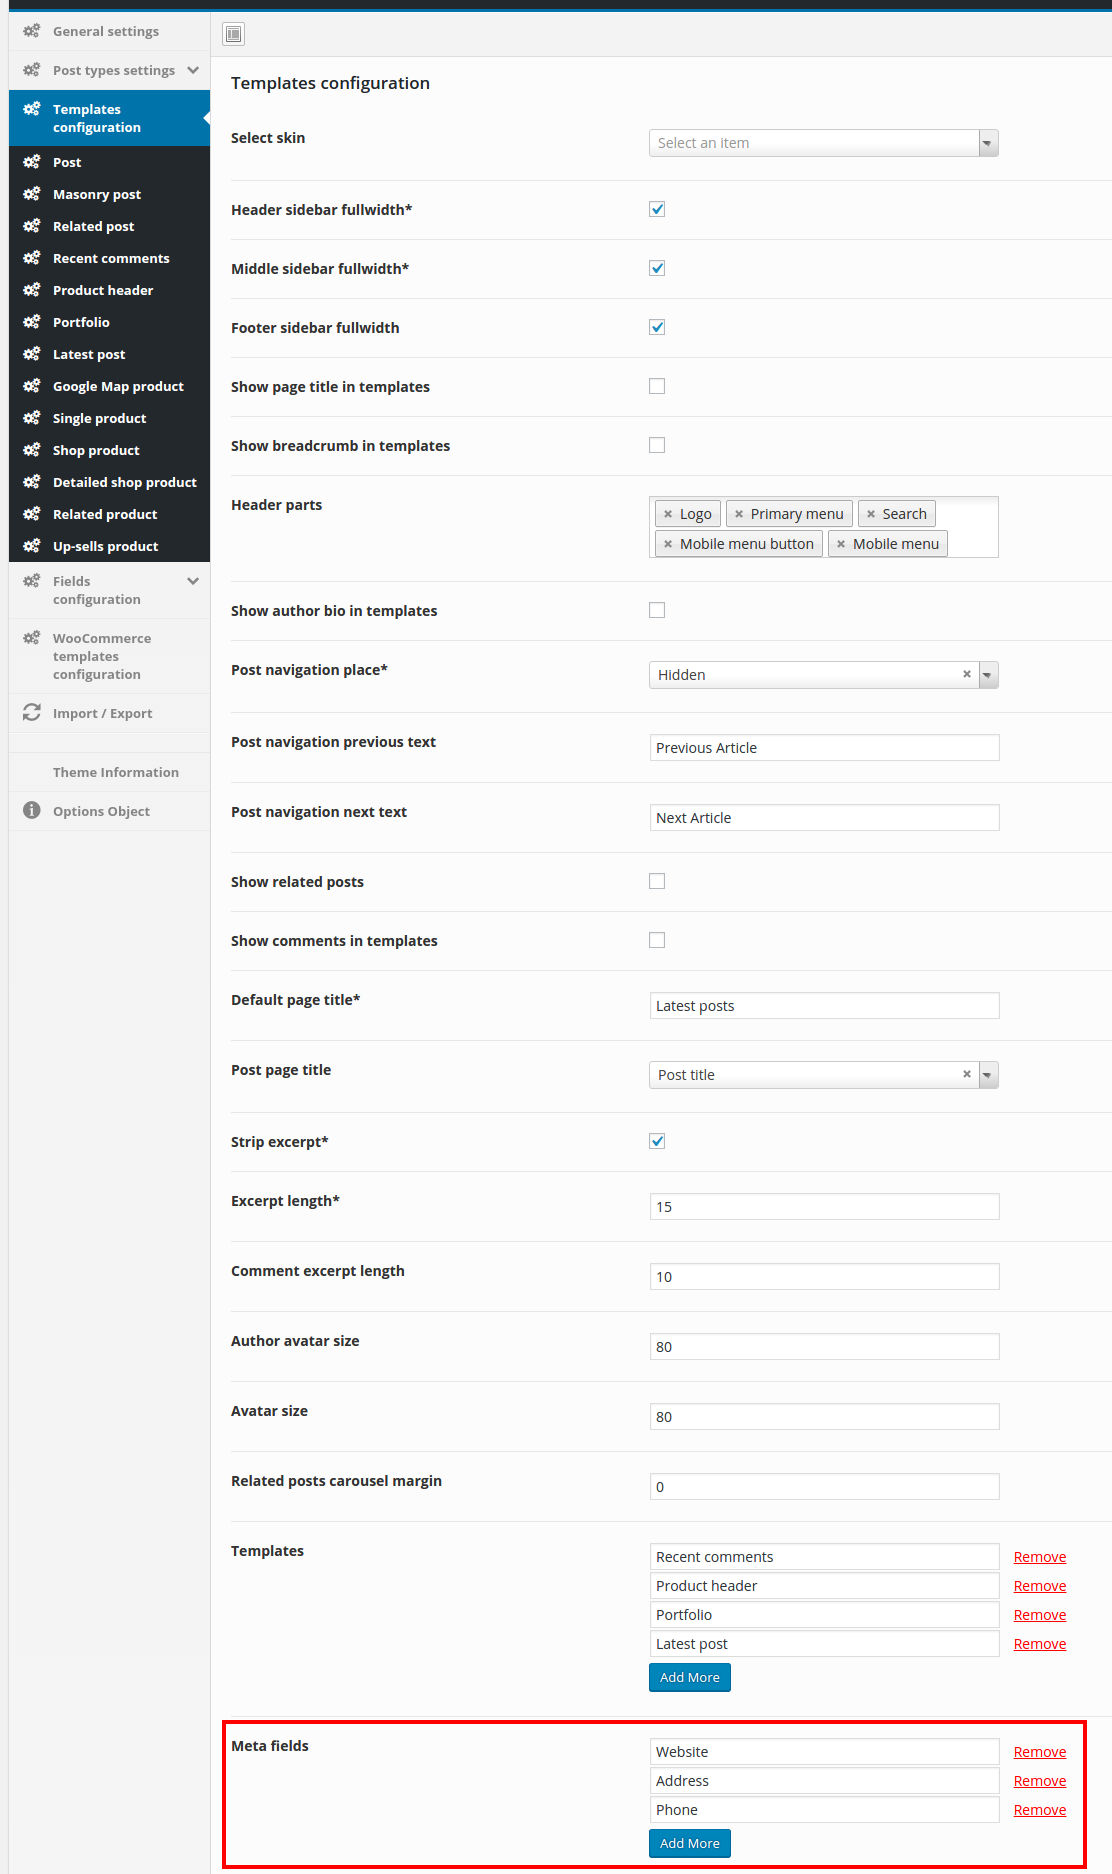 General settings
Post types settings
Templates
configuration
Post
Masonry post
Related post
Recent comments
Product header
Portfolio
Latest post
Google Map product
Single product
Shop product
Detailed shop product
Related product
Up-sells product
Fields
configuration
WooCommerce
templates
configuration
Import / Export
Theme Information
Options Object
Templates configuration
Select skin
Select an item
Header sidebar fullwidth*
Middle sidebar fullwidth*
Footer sidebar fullwidth
Show page title in templates
Show breadcrumb in templates
Header parts
Logo Primary menu Search
Mobile menu button Mobile menu
Show author bio in templates
Post navigation place*
Hidden
Post navigation previous text
Previous Article
Post navigation next text
Next Article
Show related posts
Show comments in templates
Default page title*
Latest posts
Post page title
Post title
Strip excerpt*
Excerpt length*
15
Comment excerpt length
10
Author avatar size
80
Avatar size
80
Related posts carousel margin
0
Templates
Recent comments Remove
Product header Remove
Portfolio Remove
Latest post Remove
Add More
Meta fields
Website Remove
Address Remove
Phone Remove
Add More